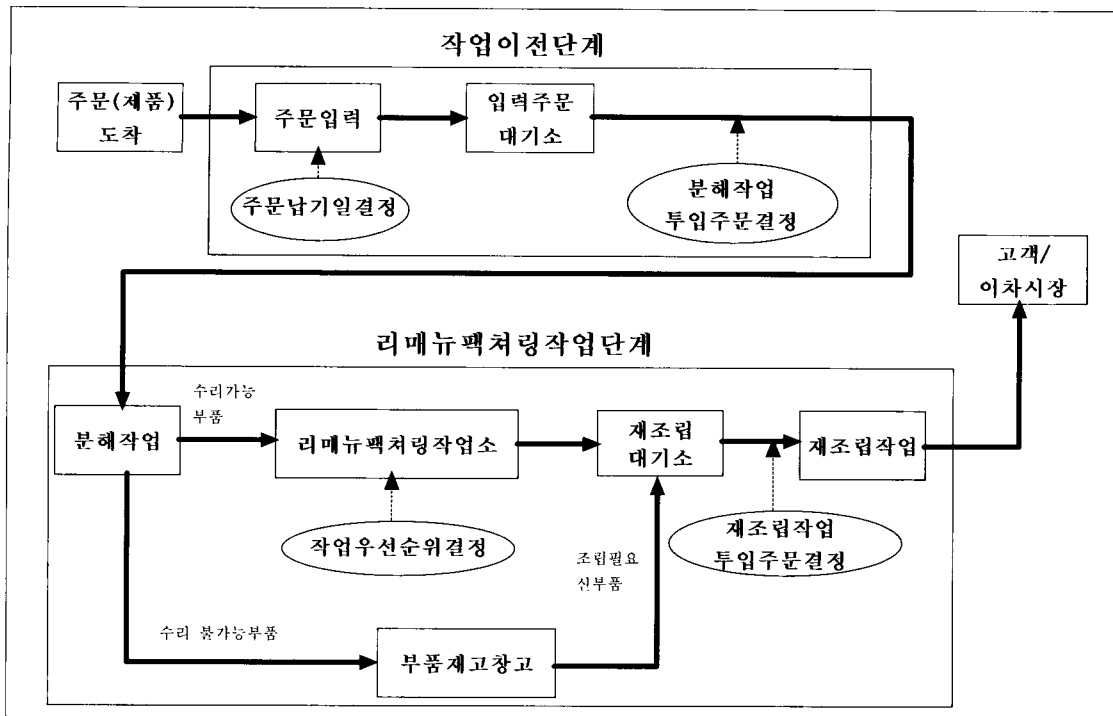 작업이전단계
주문(제품)
도착
주문입력
입력주문
대기소
주문납기일결정
분해작업
투입주문결정
고객/
이차시장
리매뉴팩쳐링작업단계
수리가능
부품
분해작업
리매뉴팩쳐링작업소
재조립
대기소
재조립작업
작업우선순위결정
재조립작업
투입주문결정
조립필요
신부품
수리 불가능부품
부품재고창고